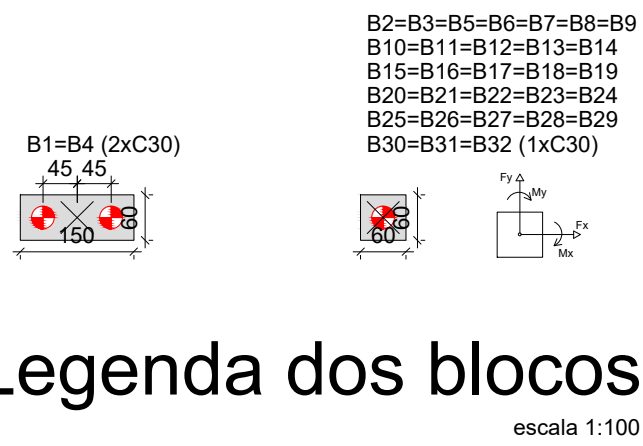 B2=B3=B5=B6=B7=B8=B9
B10=B11=B12=B13=B14
B15=B16=B17=B18=B19
B20=B21=B22=B23=B24
B25=B26=B27=B28=B29
B30=B31=B32 (1xC30)
B1=B4 (2xC30)
45 45
60
150
60
60
Fy
My
Fx
Mx
Legenda dos blocos
escala 1:100